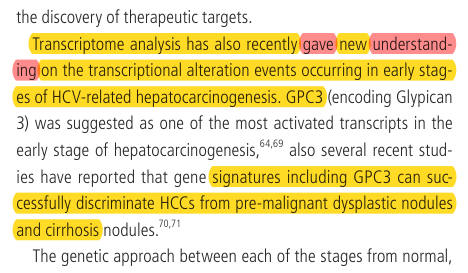 the discovery of therapeutic targets.
Transcriptome analysis has also recently gave new understand-
ing on the transcriptional alteration events occurring in early stag-
es of HCV-related hepatocarcinogenesis. GPC3 (encoding Glypican
3) was suggested as one of the most activated transcripts in the
early stage of hepatocarcinogenesis,64,69 also several recent stud-
ies have reported that gene signatures including GPC3 can suc-
cessfully discriminate HCCs from pre-malignant dysplastic nodules
and cirrhosis nodules.70,71
The genetic approach between each of the stages from normal,